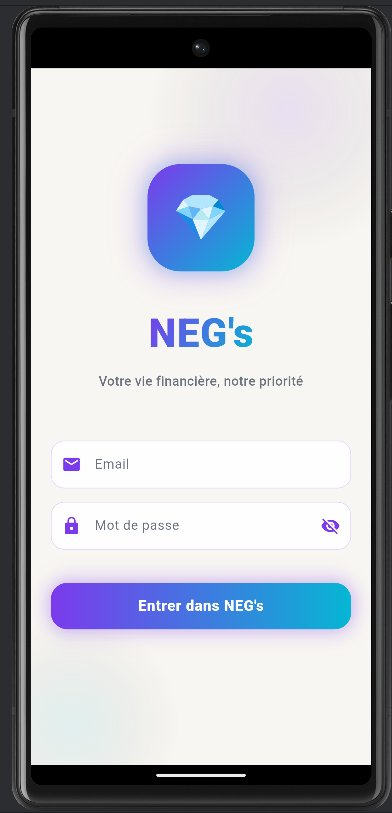 NEG's
Votre vie financière, notre priorité
Email
Mot de passe
Entrer dans NEG's